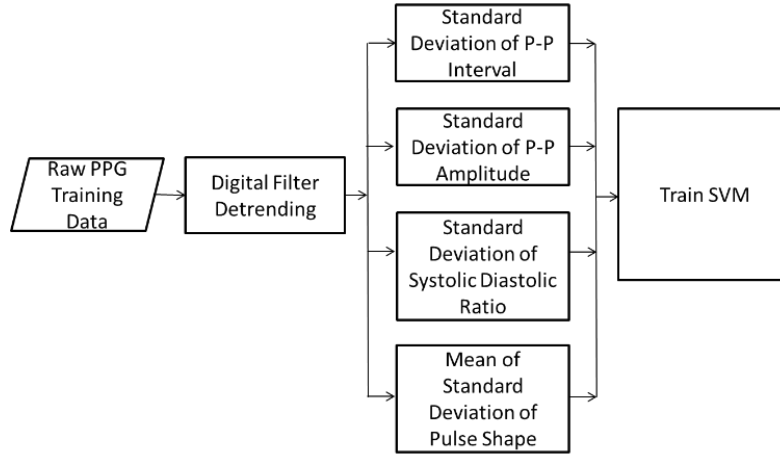 Raw PPG
Training
Data
Digital Filter
Detrending
Standard
Deviation of P-P
Interval
Standard
Deviation of P-P
Amplitude
Standard
Deviation of
Systolic Diastolic
Ratio
Mean of
Standard
Deviation of
Pulse Shape
Train SVM